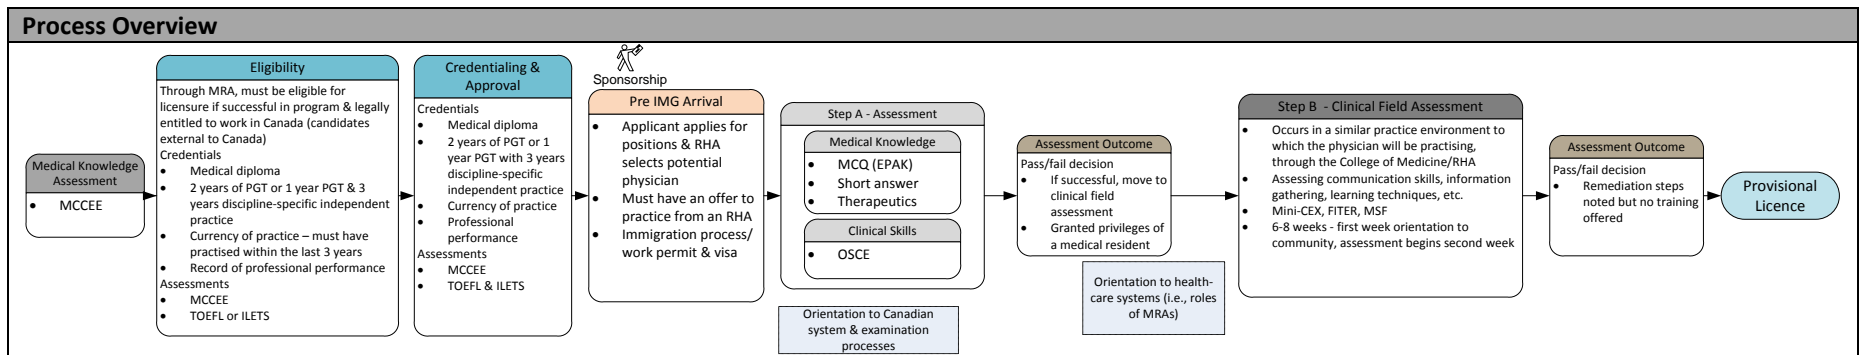 Process Overview
Medical Knowledge
Assessment
• MCCEE
Eligibility
Through MRA, must be eligible for
licensure if successful in program & legally
entitled to work in Canada (candidates
external to Canada)
Credentials
• Medical diploma
• 2 years of PGT or 1 year PGT & 3
years discipline-specific independent
practice
• Currency of practice – must have
practised within the last 3 years
• Record of professional performance
Assessments
• MCCEE
• TOEFL or ILETS
Credentialing &
Approval
Credentials
• Medical diploma
• 2 years of PGT or 1
year PGT with 3 years
discipline-specific
independent practice
• Currency of practice
• Professional
performance
Assessments
• MCCEE
• TOEFL & ILETS
Sponsorship
Pre IMG Arrival
• Applicant applies for
positions & RHA
selects potential
physician
• Must have an offer to
practice from an RHA
• Immigration process/
work permit & visa
Step A - Assessment
Medical Knowledge
• MCQ (EPAK)
• Short answer
• Therapeutics
Clinical Skills
• OSCE
Orientation to Canadian
system & examination
processes
Assessment Outcome
Pass/fail decision
• If successful, move to
clinical field
assessment
• Granted privileges of
a medical resident
Orientation to health-
care systems (i.e., roles
of MRAs)
Step B - Clinical Field Assessment
• Occurs in a similar practice environment to
which the physician will be practising,
through the College of Medicine/RHA
• Assessing communication skills, information
gathering, learning techniques, etc.
• Mini-CEX, FITER, MSF
• 6-8 weeks - first week orientation to
community, assessment begins second week
Assessment Outcome
Pass/fail decision
• Remediation steps
noted but no training
offered
Provisional
Licence